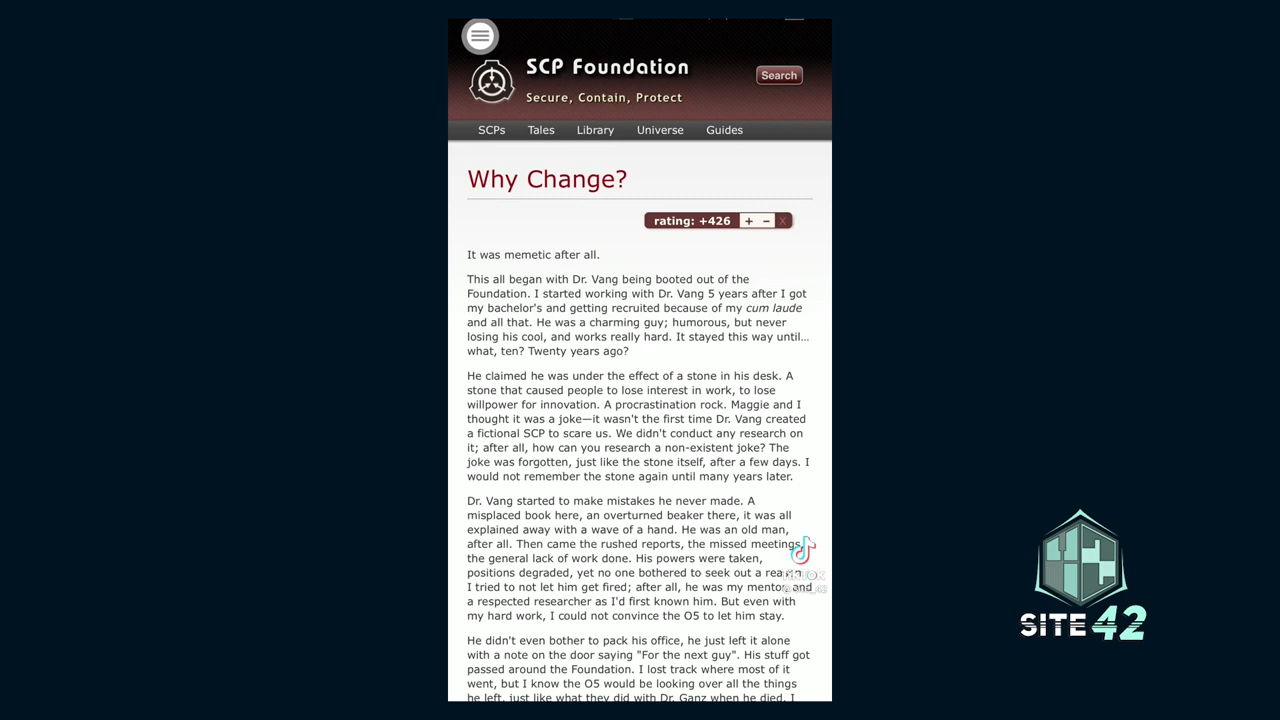 SCP Foundation
Search
Secure, Contain, Protect
SCPs Tales Library Universe Guides
Why Change?
rating: +426 + − X
It was memetic after all.
This all began with Dr. Vang being booted out of the
Foundation. I started working with Dr. Vang 5 years after I got
my bachelor's and getting recruited because of my cum laude
and all that. He was a charming guy; humorous, but never
losing his cool, and works really hard. It stayed this way until…
what, ten? Twenty years ago?
He claimed he was under the effect of a stone in his desk. A
stone that caused people to lose interest in work, to lose
willpower for innovation. A procrastination rock. Maggie and I
thought it was a joke—it wasn't the first time Dr. Vang created
a fictional SCP to scare us. We didn't conduct any research on
it; after all, how can you research a non-existent joke? The
joke was forgotten, just like the stone itself, after a few days. I
would not remember the stone again until many years later.
Dr. Vang started to make mistakes he never made. A
misplaced book here, an overturned beaker there, it was all
explained away with a wave of a hand. He was an old man,
after all. Then came the rushed reports, the missed meetings,
the general lack of work done. His powers were taken,
positions degraded, yet no one bothered to seek out a
I tried to not let him get fired; after all, he was my mentor and
a respected researcher as I'd first known him. But even with
my hard work, I could not convince the O5 to let him stay.
He didn't even bother to pack his office, he just left it alone
with a note on the door saying "For the next guy". His stuff got
passed around the Foundation. I lost track where most of it
went, but I know the O5 would be looking over all the things
he left, just like what they did with Dr. Ganz when he died. I
TikTok
SITE 42